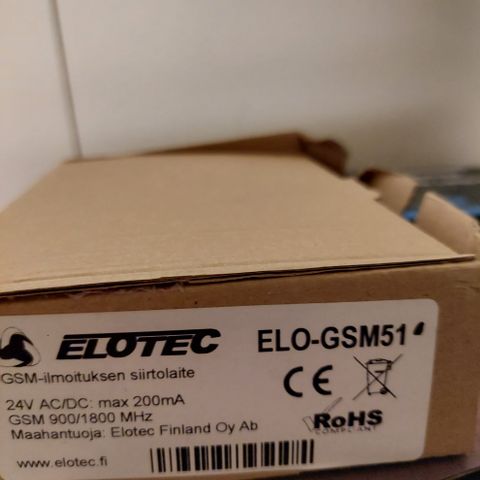 ELOTEC
ELO-GSM51
GSM-ilmoituksen siirtolaite
24V AC/DC: max 200mA
GSM 900/1800 MHz
Maahantuoja: Elotec Finland Oy Ab
www.elotec.fi
CE
RoHS
COMPLIANT